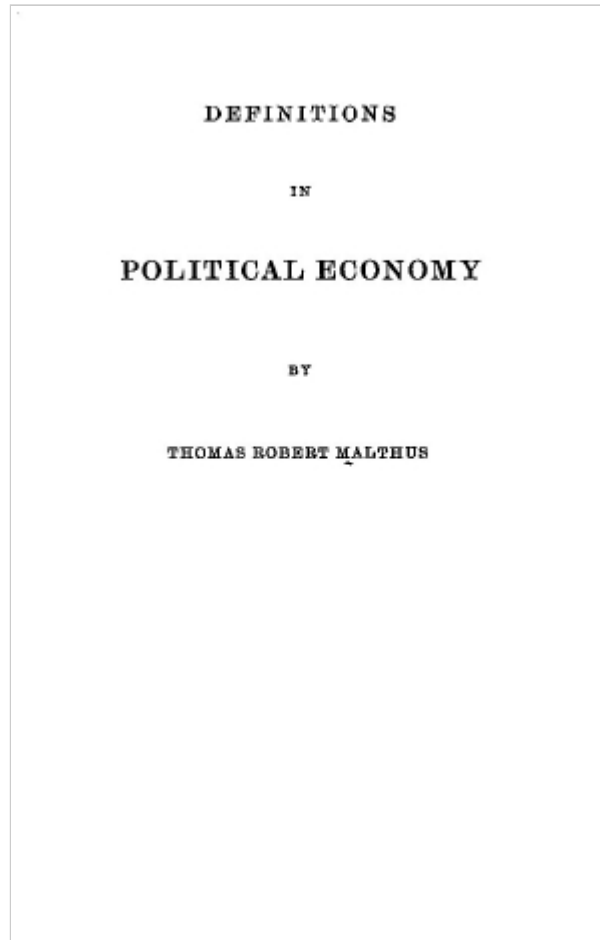 DEFINITIONS
IN
POLITICAL ECONOMY
BY
THOMAS ROBERT MALTHUS